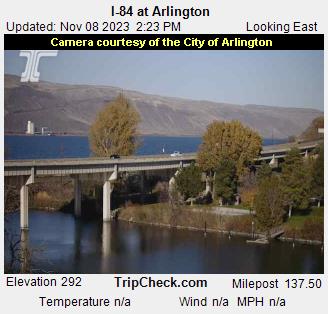 I-84 at Arlington
Updated: Nov 08 2023 2:23 PM Looking East
Camera courtesy of the City of Arlington
Elevation 292 TripCheck.com Milepost 137.50
Temperature n/a Wind n/a MPH n/a